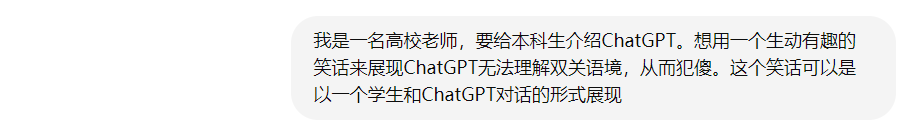 我是一名高校老师，要给本科生介绍ChatGPT。想用一个生动有趣的
笑话来展现ChatGPT无法理解双关语境，从而犯傻。这个笑话可以是
以一个学生和ChatGPT对话的形式展现